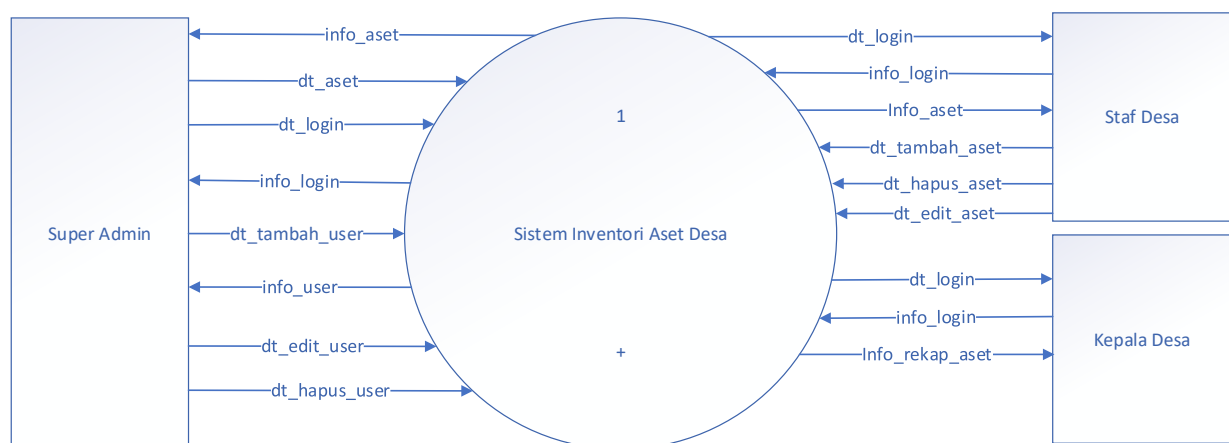 info_aset
dt_aset
dt_login
info_login
dt_tambah_user
info_user
dt_edit_user
dt_hapus_user
Super Admin
1
Sistem Inventori Aset Desa
+
dt_login
info_login
Info_aset
dt_tambah_aset
dt_hapus_aset
dt_edit_aset
Staf Desa
dt_login
info_login
Info_rekap_aset
Kepala Desa